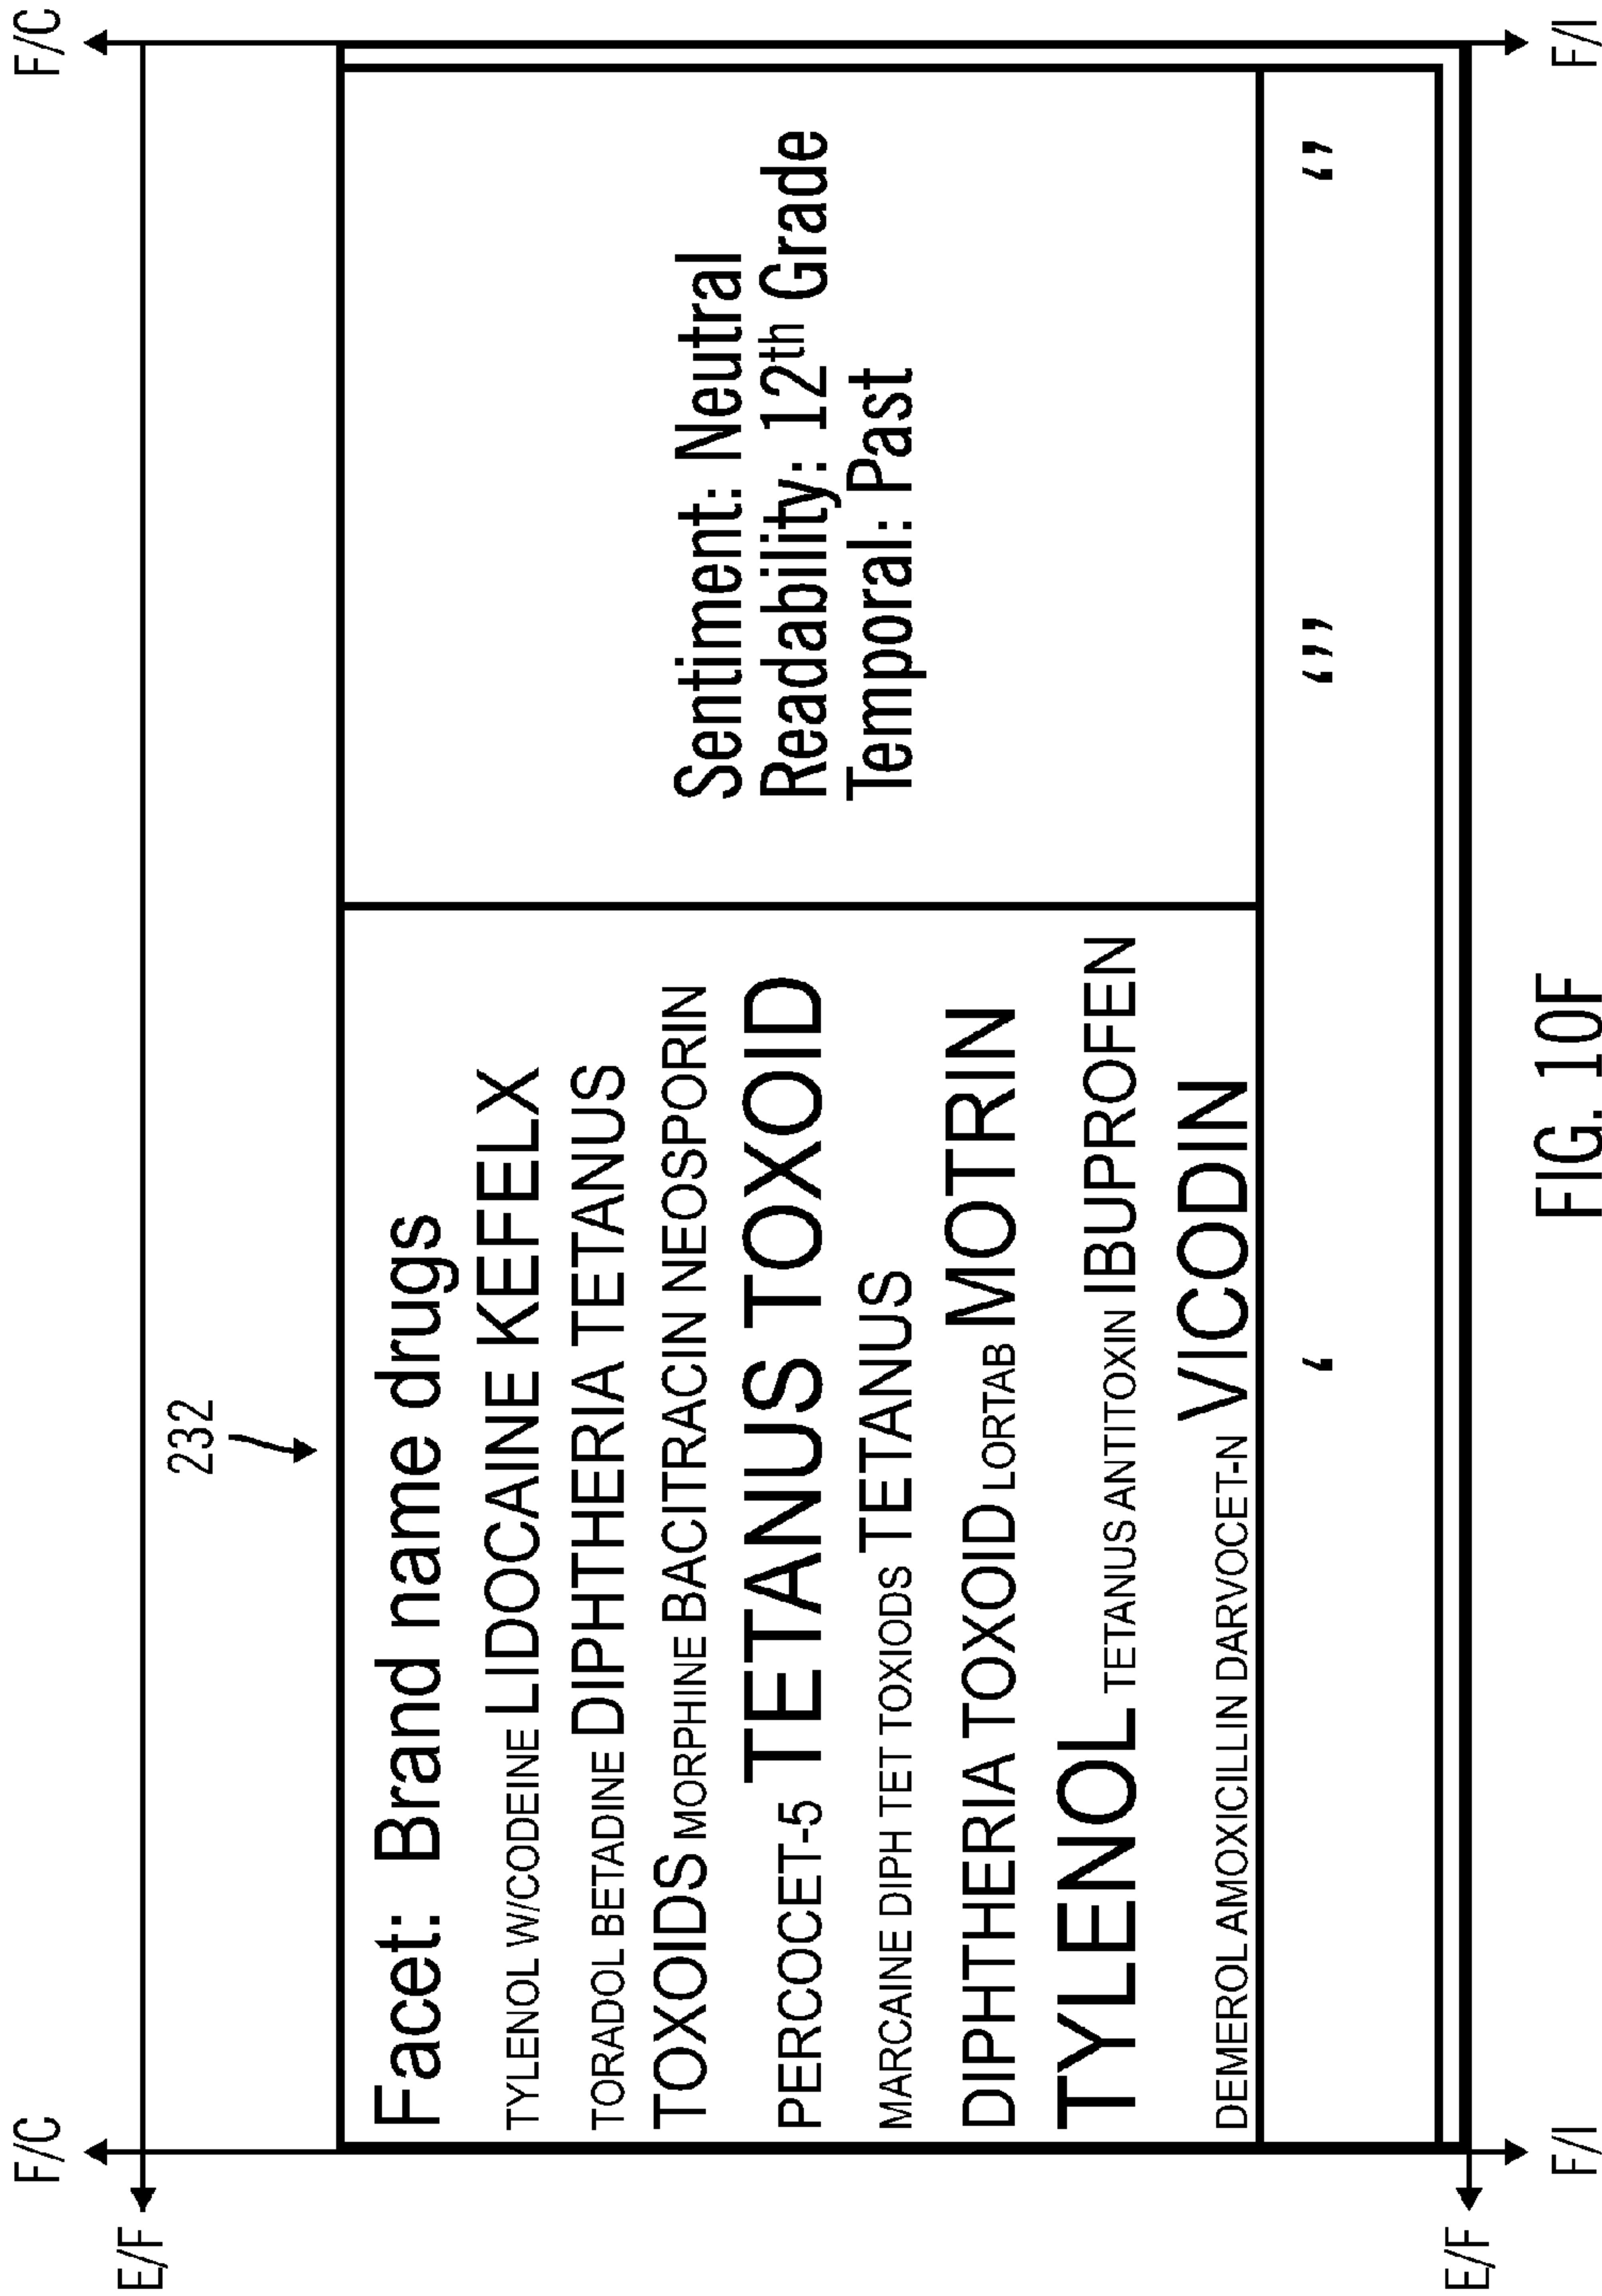 F/C
F/C
E/F
232
Facet: Brand name drugs
TYLENOL W/CODEINE LIDOCAINE KEFELX
TORADOL BETADINE DIPHTHERIA TETANUS
TOXOIDS MORPHINE BACITRACIN NEOSPORIN
PERCOCET-5 TETANUS TOXOID
MARCAINE DIPH TET TOXIODS TETANUS
DIPHTHERIA TOXOID LORTAB MOTRIN
TYLENOL TETANUS ANTITOXIN IBUPROFEN
DEMEROL AMOXICILLIN DARVOCET-N VICODIN
Sentiment: Neutral
Readability: 12th Grade
Temporal: Past
‘ ‘’’ ‘’
E/F
F/I
F/I
FIG. 10F